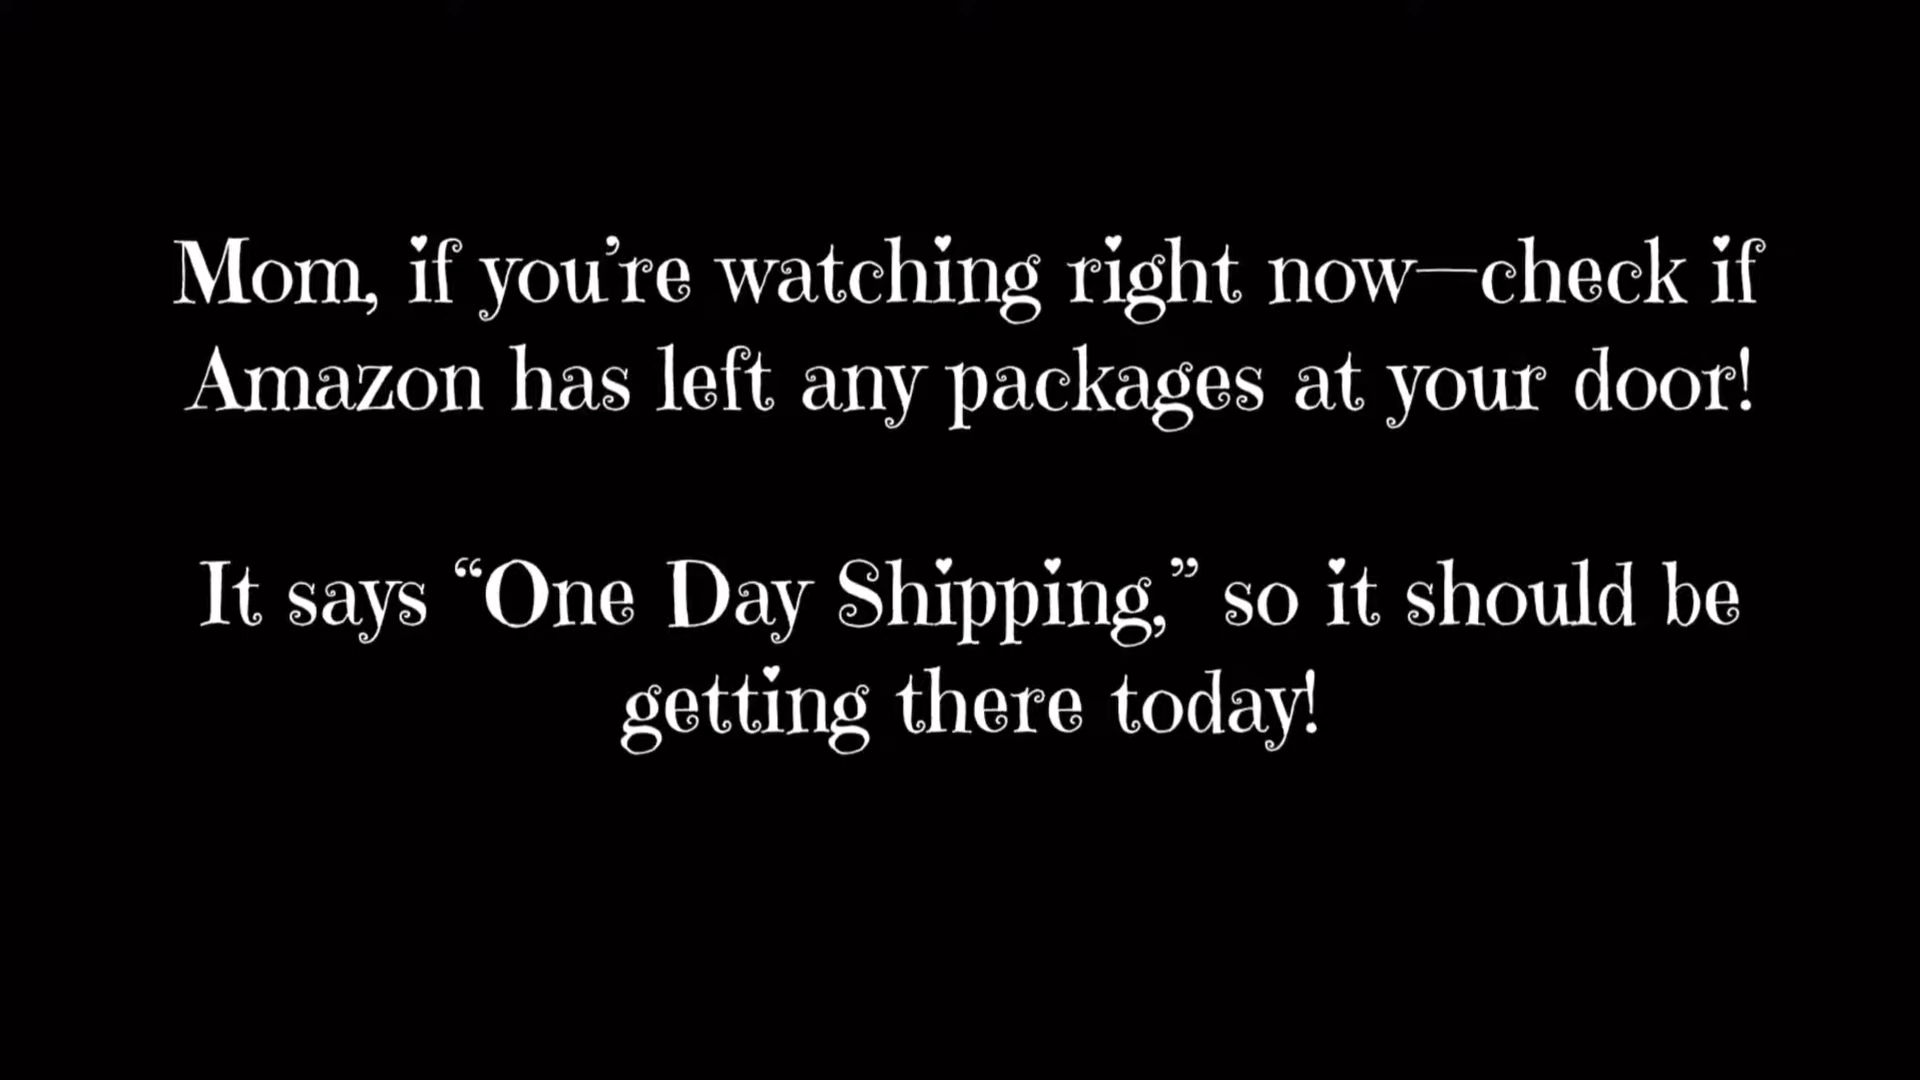 Mom, if you’re watching right now—check if
Amazon has left any packages at your door!
It says “One Day Shipping,” so it should be
getting there today!